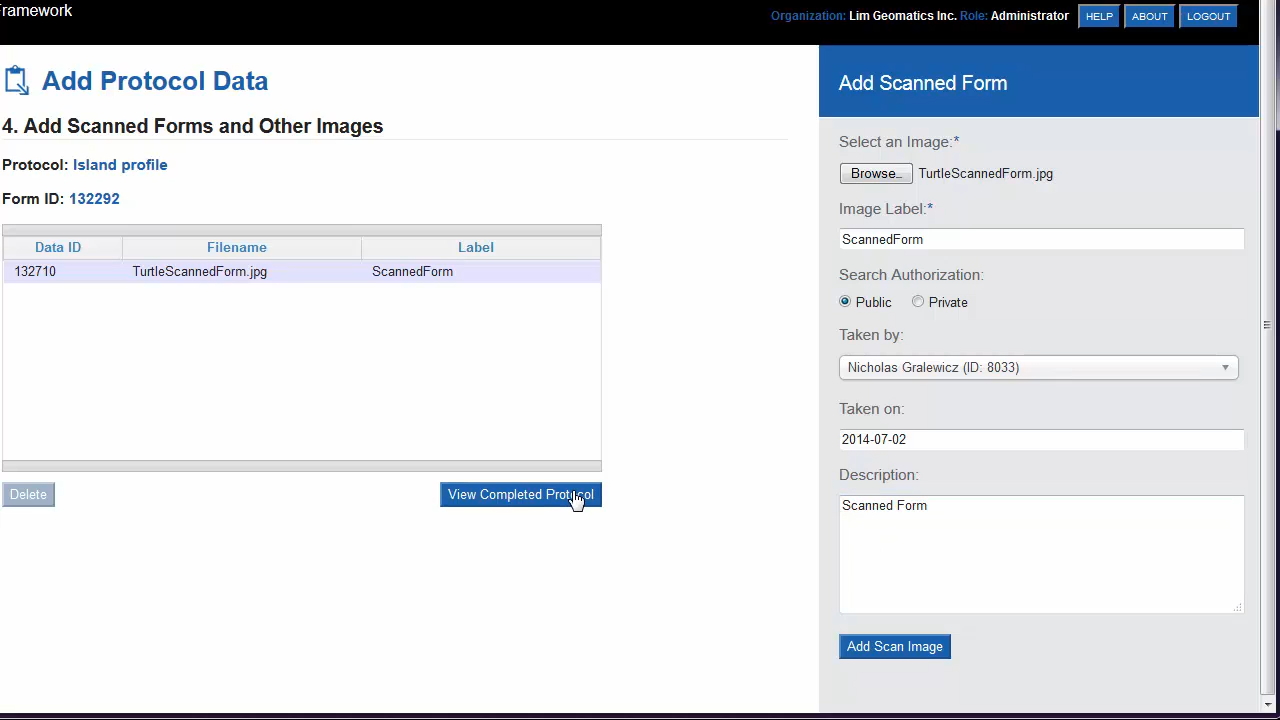 Organization: Lim Geomatics Inc. Role: Administrator HELP ABOUT LOGOUT
Add Protocol Data
4. Add Scanned Forms and Other Images
Protocol: Island profile
Form ID: 132292
Data ID Filename Label
132710 TurtleScannedForm.jpg ScannedForm
Delete View Completed Protocol
Add Scanned Form
Select an Image:*
Browse... TurtleScannedForm.jpg
Image Label:*
ScannedForm
Search Authorization:
Public Private
Taken by:
Nicholas Gralewicz (ID: 8033)
Taken on:
2014-07-02
Description:
Scanned Form
Add Scan Image